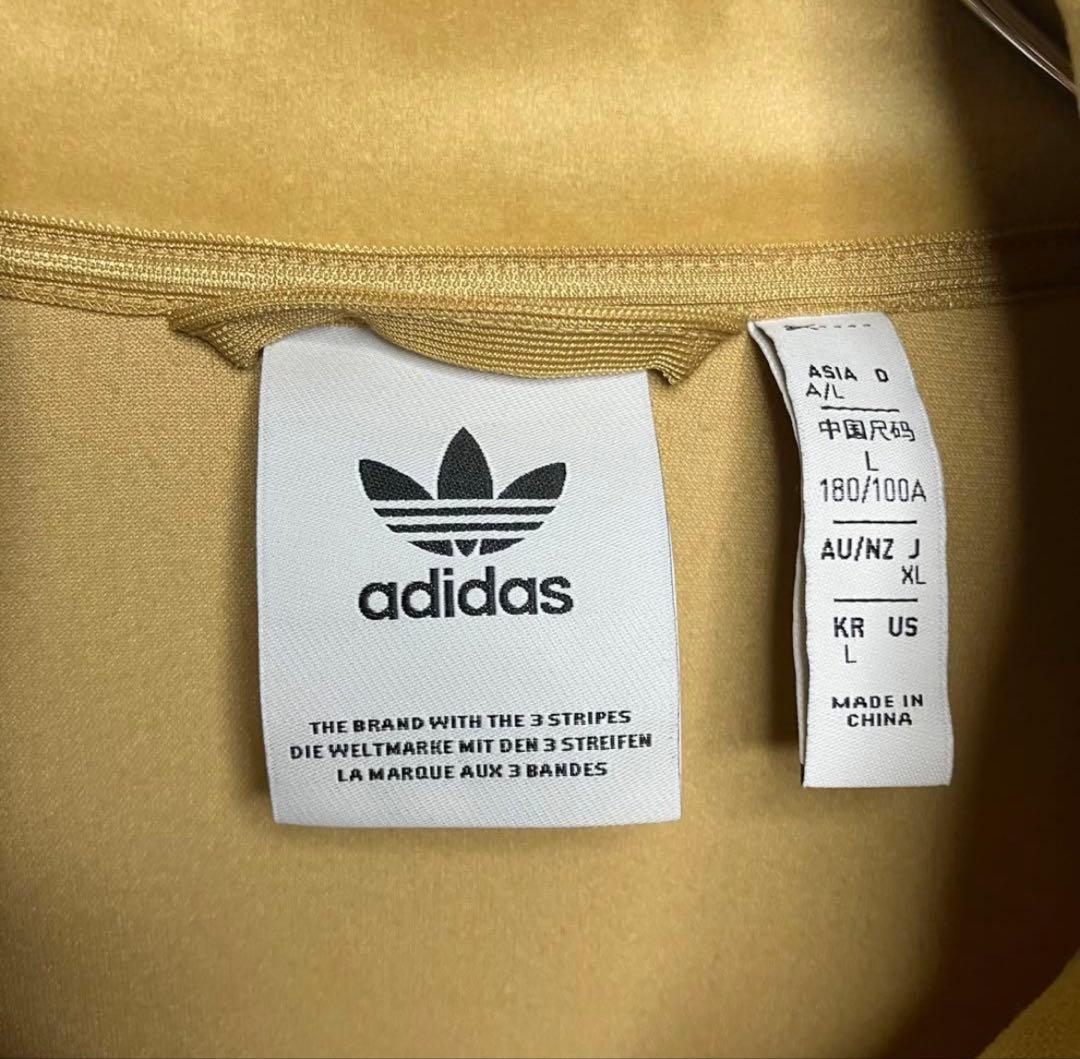 adidas
THE BRAND WITH THE 3 STRIPES
DIE WELTMARKE MIT DEN 3 STREIFEN
LA MARQUE AUX 3 BANDES
ASIA D
A/L
中国尺码
L
180/100A
AU/NZ J
XL
KR US
L
MADE IN
CHINA